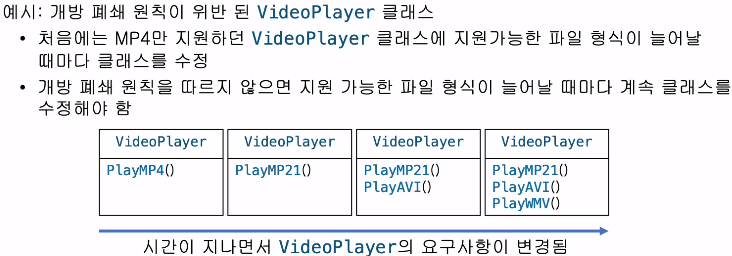 예시: 개방 폐쇄 원칙이 위반 된 VideoPlayer 클래스
• 처음에는 MP4만 지원하던 VideoPlayer 클래스에 지원가능한 파일 형식이 늘어날
때마다 클래스를 수정
• 개방 폐쇄 원칙을 따르지 않으면 지원 가능한 파일 형식이 늘어날 때마다 계속 클래스를
수정해야 함
VideoPlayer
PlayMP4()
VideoPlayer
PlayMP21()
VideoPlayer
PlayMP21()
PlayAVI()
VideoPlayer
PlayMP21()
PlayAVI()
PlayWMV()
시간이 지나면서 VideoPlayer의 요구사항이 변경됨